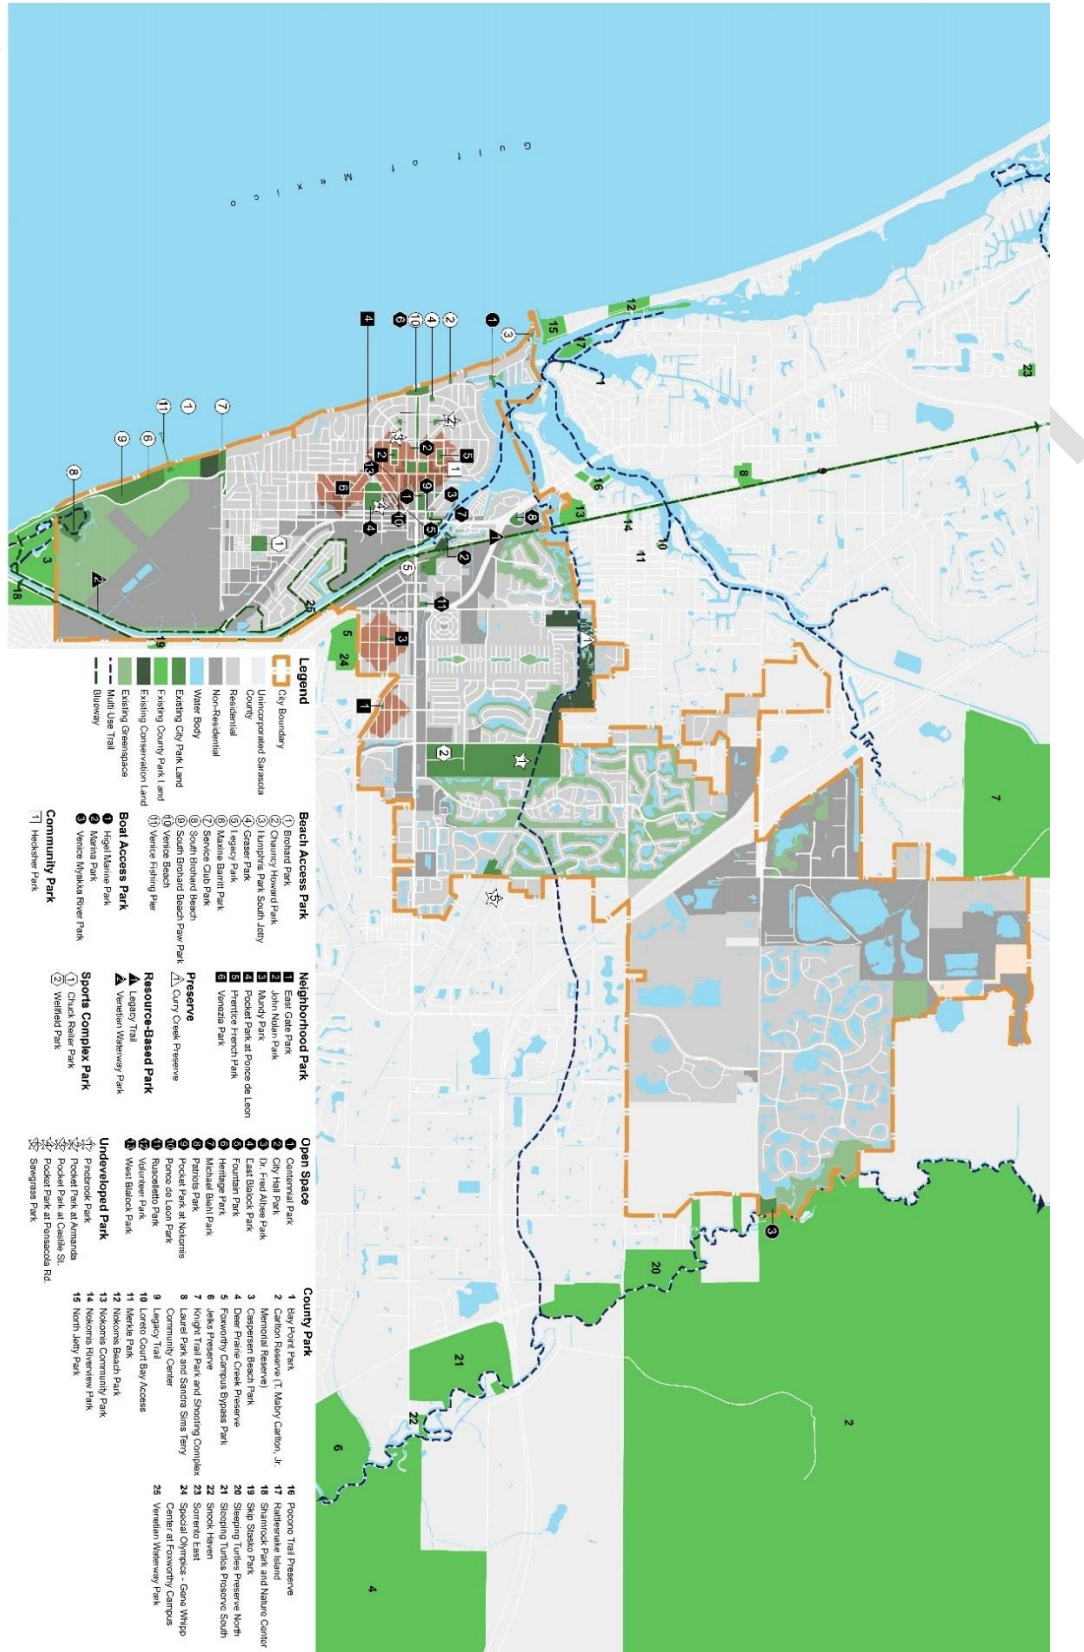 Gulf of Mexico
Legend
City Boundary
Unincorporated Sarasota
County
Residential
Non-Residential
Water Body
Existing City Park Land
Existing County Park Land
Existing Conservation Land
Existing Greenspace
Multi-Use Trail
Blueway
Beach Access Park
1 Brohard Park
2 Chauncy Howard Park
3 Humphris Park South Jetty
4 Graser Park
5 Legacy Park
6 Maxine Barritt Park
7 Service Club Park
8 South Brohard Beach
9 South Brohard Beach Paw Park
10 Venice Beach
11 Venice Fishing Pier
Boat Access Park
1 Higel Marine Park
2 Marina Park
3 Venice Myakka River Park
Community Park
1 Hecksher Park
Neighborhood Park
1 East Gate Park
2 John Nolan Park
3 Mundy Park
4 Pocket Park at Ponce de Leon
5 Prentice French Park
6 Venezia Park
Preserve
1 Curry Creek Preserve
Resource-Based Park
1 Legacy Trail
2 Venetian Waterway Park
Sports Complex Park
1 Chuck Reiter Park
2 Wellfield Park
Open Space
1 Centennial Park
2 City Hall Park
3 Dr. Fred Albee Park
4 East Blalock Park
5 Fountain Park
6 Heritage Park
7 Michael Biehl Park
8 Patriots Park
9 Pocket Park at Nokomis
10 Ponce de Leon Park
11 Ruscelletto Park
12 Volunteer Park
13 West Blalock Park
Undeveloped Park
1 Pinebrook Park
2 Pocket Park at Armanda
3 Pocket Park at Castile St.
4 Pocket Park at Pensacola Rd.
5 Sawgrass Park
County Park
1 Bay Point Park
2 Carlton Reserve (T. Mabry Carlton, Jr.
Memorial Reserve)
3 Caspersen Beach Park
4 Deer Prairie Creek Preserve
5 Foxworthy Campus Bypass Park
6 Jelks Preserve
7 Knight Trail Park and Shooting Complex
8 Laurel Park and Sandra Sims Terry
Community Center
9 Legacy Trail
10 Loreto Court Bay Access
11 Merkle Park
12 Nokomis Beach Park
13 Nokomis Community Park
14 Nokomis Riverview Park
15 North Jetty Park
16 Pocono Trail Preserve
17 Rattlesnake Island
18 Shamrock Park and Nature Center
19 Skip Stasko Park
20 Sleeping Turtles Preserve North
21 Sleeping Turtles Preserve South
22 Snook Haven
23 Sorrento East
24 Special Olympics - Gene Whipp
Center at Foxworthy Campus
25 Venetian Waterway Park